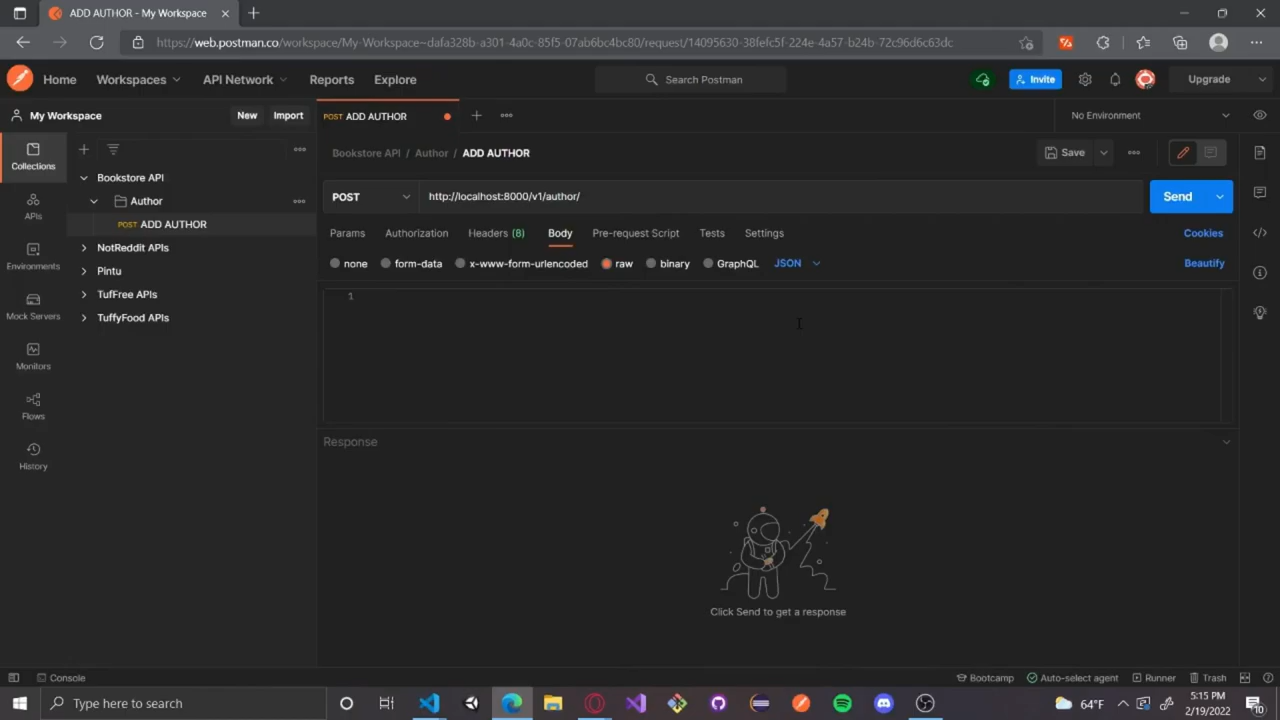 ADD AUTHOR - My Workspace
https://web.postman.co/workspace/My-Workspace~dafa328b-a301-4a0c-85f5-07ab6bc4bc80/request/14095630-38fefc5f-224e-4a57-b24b-72c96d6c63dc
Home Workspaces API Network Reports Explore Search Postman Invite Upgrade
My Workspace New Import POST ADD AUTHOR No Environment
Collections
Bookstore API / Author / ADD AUTHOR Save
Bookstore API
Author
POST ADD AUTHOR
NotReddit APIs
Pintu
TufFree APIs
TuffyFood APIs
APIs
Environments
Mock Servers
Monitors
Flows
History
POST http://localhost:8000/v1/author/ Send
Params Authorization Headers (8) Body Pre-request Script Tests Settings Cookies
none form-data x-www-form-urlencoded raw binary GraphQL JSON Beautify
1
Response
Click Send to get a response
Console Bootcamp Auto-select agent Runner Trash
Type here to search 64°F 5:15 PM
2/19/2022
10